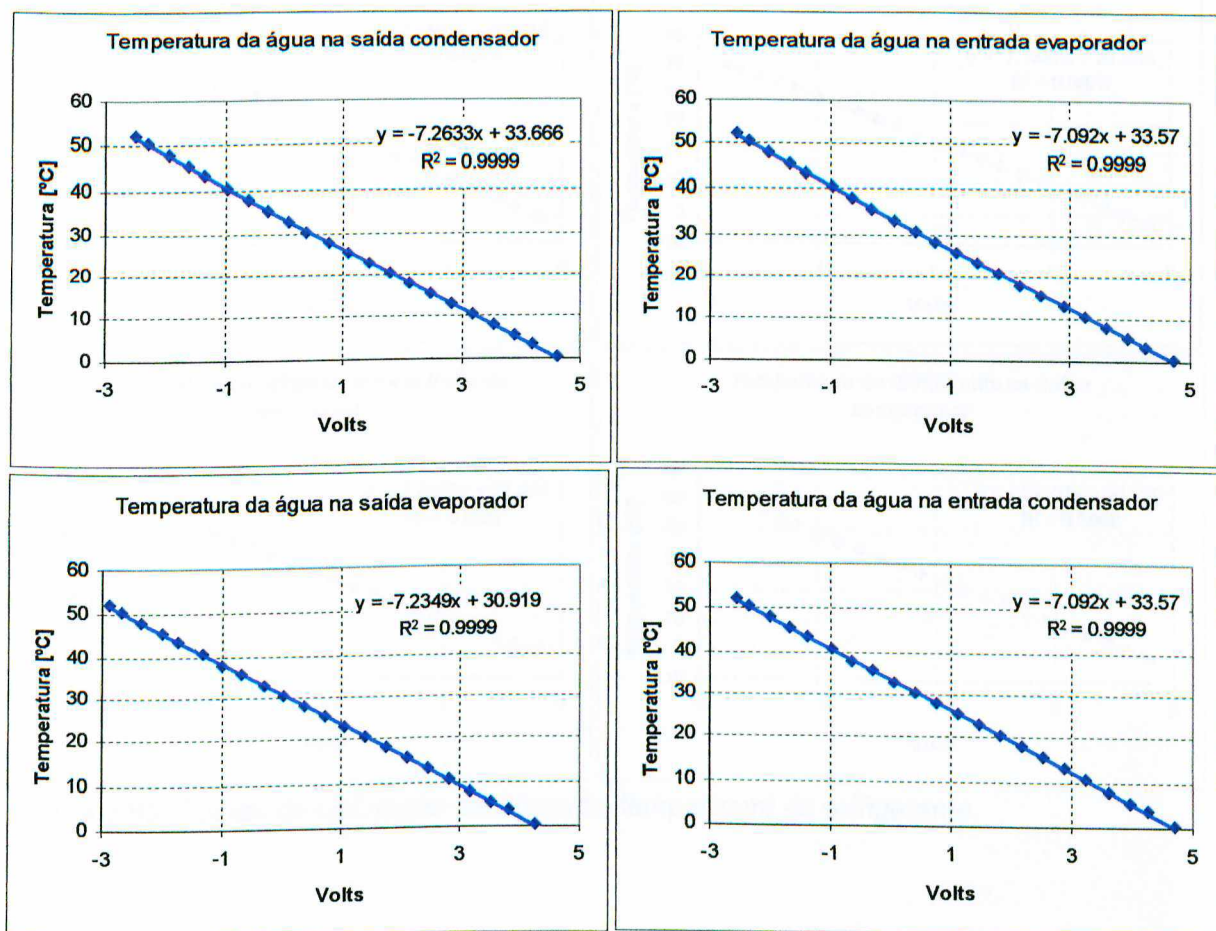 Temperatura da água na saída condensador
60
50
40
30
20
10
0
Temperatura [ºC]
y = -7.2633x + 33.666
R² = 0.9999
-3 -1 1 3 5
Volts
Temperatura da água na entrada evaporador
60
50
40
30
20
10
0
Temperatura [ºC]
y = -7.092x + 33.57
R² = 0.9999
-3 -1 1 3 5
Volts
Temperatura da água na saída evaporador
60
50
40
30
20
10
0
Temperatura [ºC]
y = -7.2349x + 30.919
R² = 0.9999
-3 -1 1 3 5
Volts
Temperatura da água na entrada condensador
60
50
40
30
20
10
0
Temperatura [ºC]
y = -7.092x + 33.57
R² = 0.9999
-3 -1 1 3 5
Volts